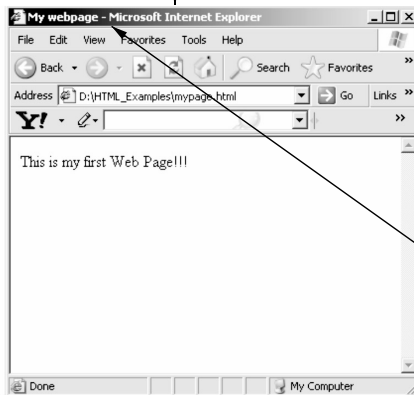 My webpage - Microsoft Internet Explorer
File Edit View Favorites Tools Help
Back Search Favorites »
Address D:\HTML_Examples\mypage.html Go Links »
Y! »
This is my first Web Page!!!
Done My Computer